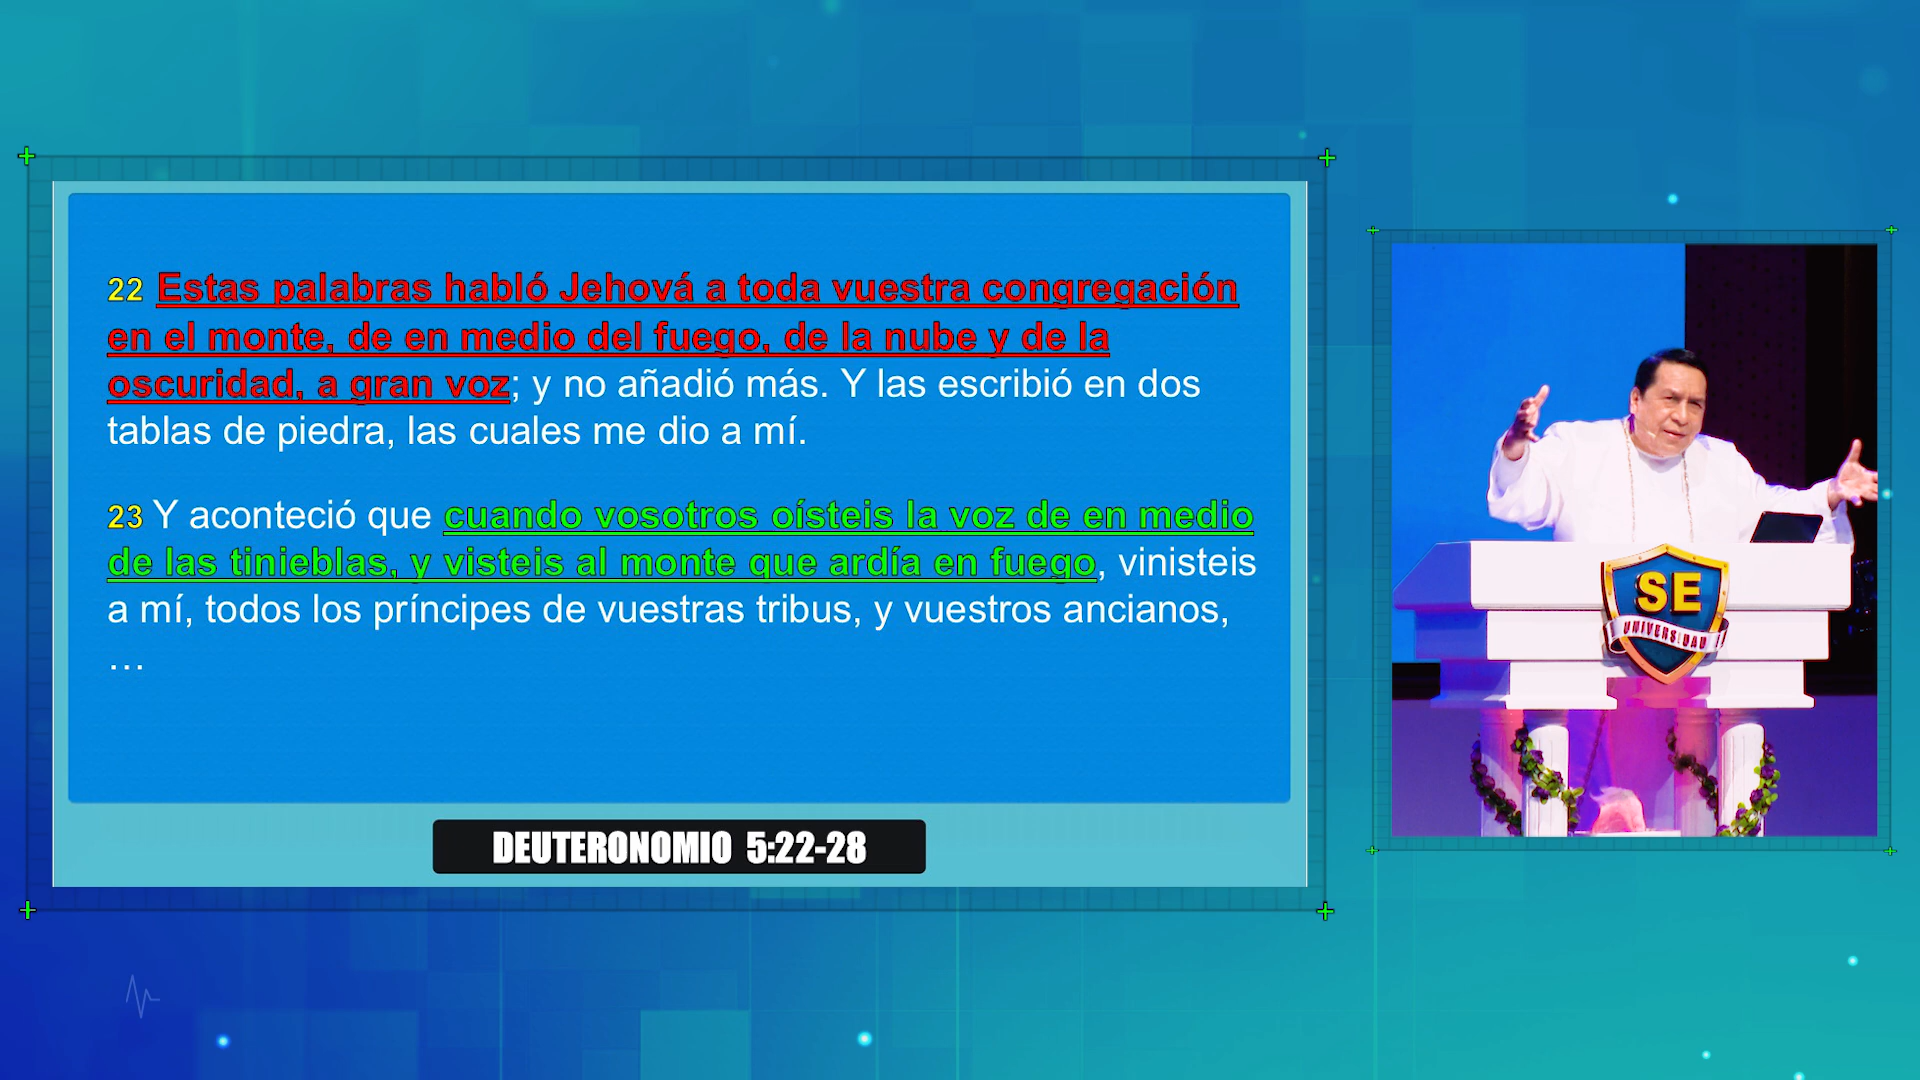 22 Estas palabras habló Jehová a toda vuestra congregación
en el monte, de en medio del fuego, de la nube y de la
oscuridad, a gran voz; y no añadió más. Y las escribió en dos
tablas de piedra, las cuales me dio a mí.
23 Y aconteció que cuando vosotros oísteis la voz de en medio
de las tinieblas, y visteis al monte que ardía en fuego, vinisteis
a mí, todos los príncipes de vuestras tribus, y vuestros ancianos,
…
DEUTERONOMIO 5:22-28
SE
UNIVERSIDAD